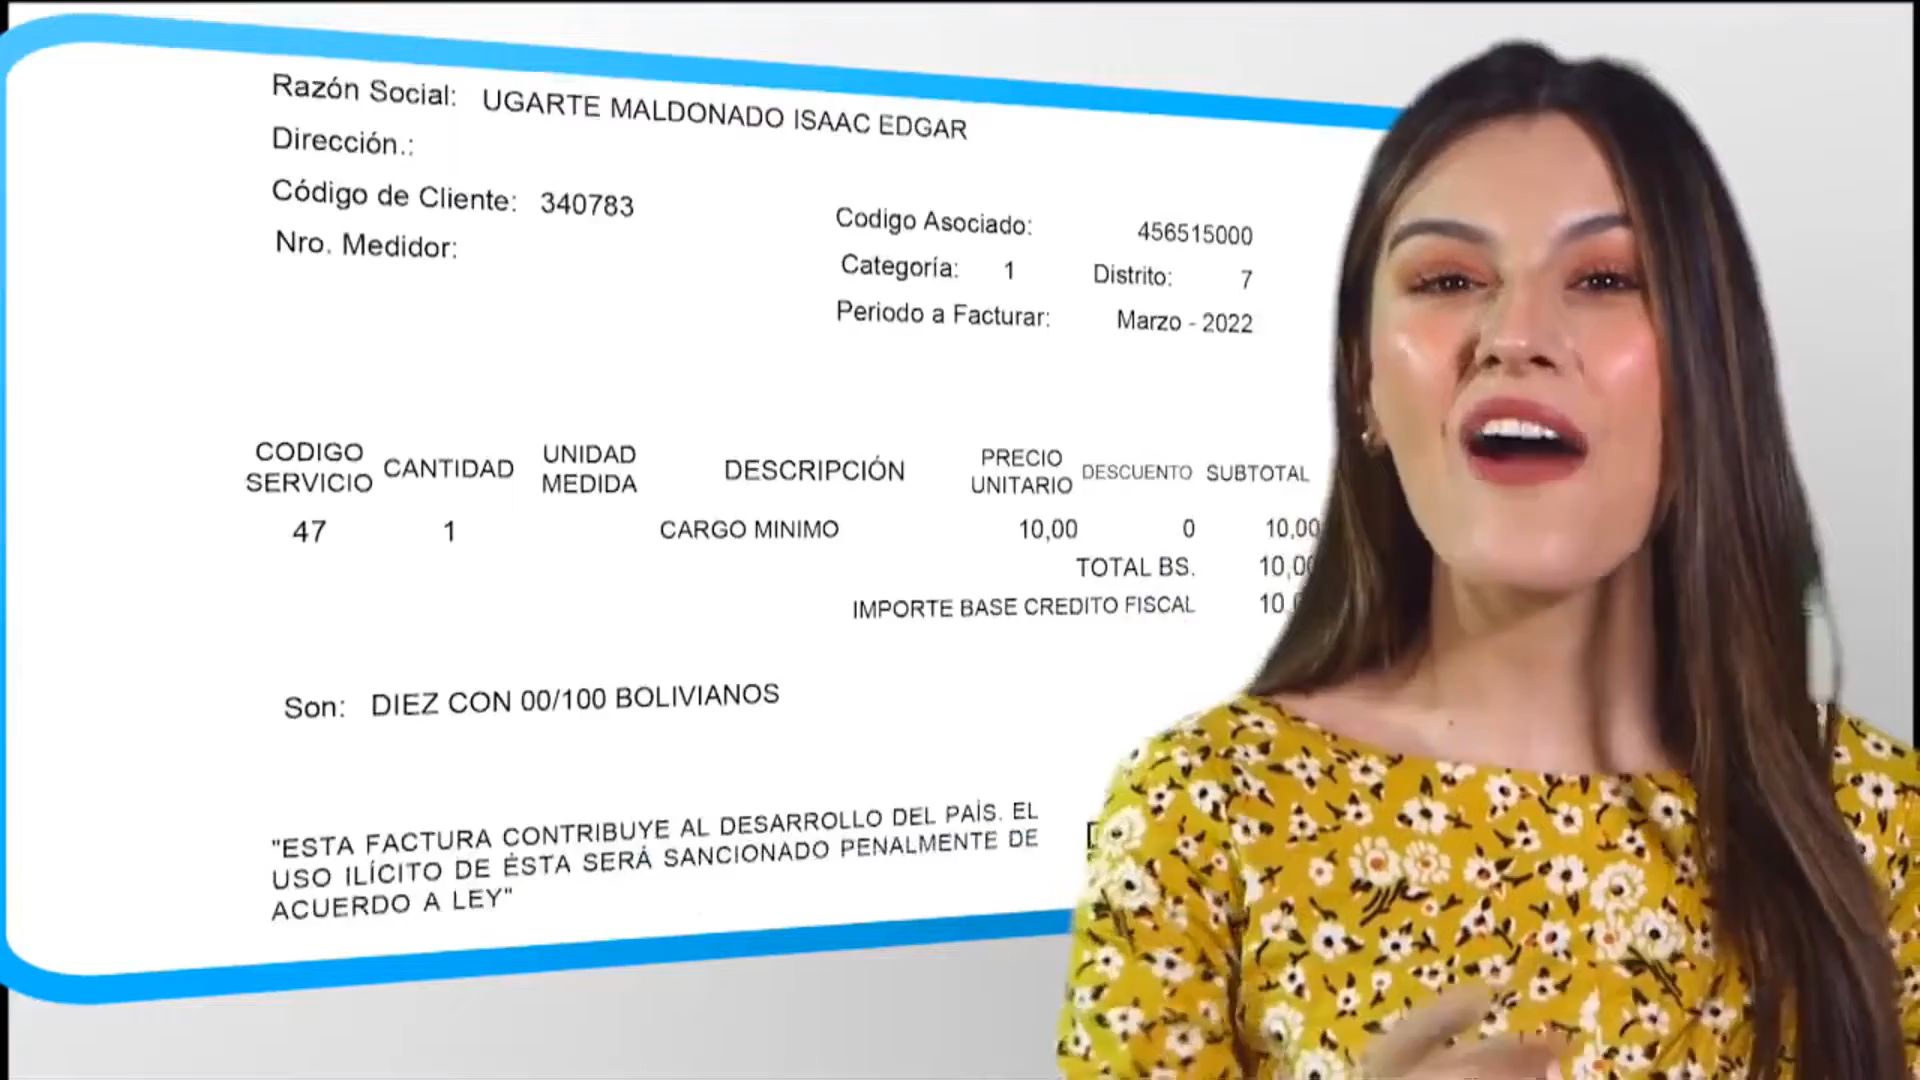 Razón Social: UGARTE MALDONADO ISAAC EDGAR
Dirección.:
Código de Cliente: 340783
Nro. Medidor:
Codigo Asociado: 456515000
Categoría: 1 Distrito: 7
Periodo a Facturar: Marzo - 2022
CODIGO SERVICIO CANTIDAD UNIDAD MEDIDA DESCRIPCIÓN PRECIO UNITARIO DESCUENTO SUBTOTAL
47 1 CARGO MINIMO 10,00 0 10,00
TOTAL BS. 10,00
IMPORTE BASE CREDITO FISCAL 10,
Son: DIEZ CON 00/100 BOLIVIANOS
"ESTA FACTURA CONTRIBUYE AL DESARROLLO DEL PAÍS. EL
USO ILÍCITO DE ÉSTA SERÁ SANCIONADO PENALMENTE DE
ACUERDO A LEY"